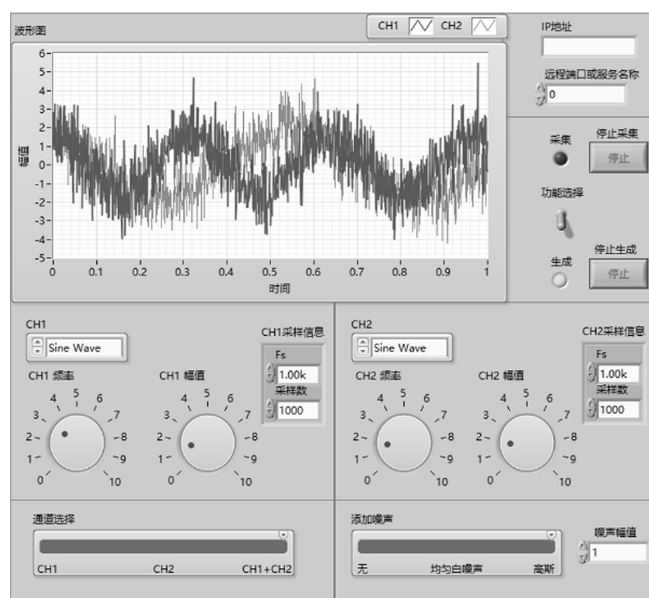 波形图
CH1 CH2
幅值
6
5
4
3
2
1
0
-1
-2
-3
-4
-5
0 0.1 0.2 0.3 0.4 0.5 0.6 0.7 0.8 0.9 1
时间
IP地址
远程端口或服务名称
0
采集 停止采集
停止
功能选择
生成 停止生成
停止
CH1
Sine Wave
CH1采样信息
Fs
1.00k
采样数
1000
CH1 频率
0 1 2 3 4 5 6 7 8 9 10
CH1 幅值
0 1 2 3 4 5 6 7 8 9 10
CH2
Sine Wave
CH2采样信息
Fs
1.00k
采样数
1000
CH2 频率
0 1 2 3 4 5 6 7 8 9 10
CH2 幅值
0 1 2 3 4 5 6 7 8 9 10
通道选择
CH1 CH2 CH1+CH2
添加噪声
无 均匀白噪声 高斯
噪声幅值
1